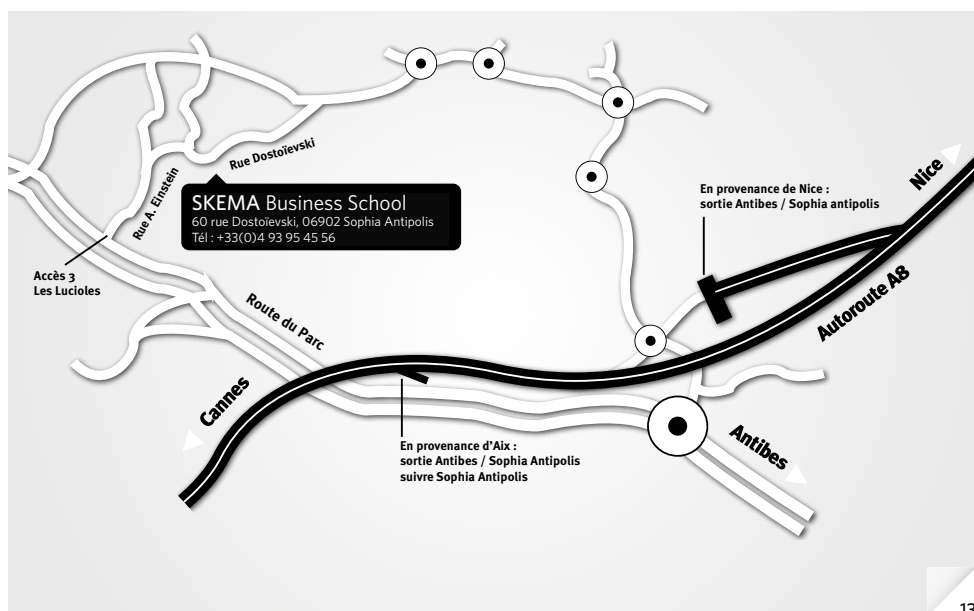 Rue Dostoïevski
Rue A. Einstein
SKEMA Business School
60 rue Dostoïevski, 06902 Sophia Antipolis
Tél : +33(0)4 93 95 45 56
En provenance de Nice :
sortie Antibes / Sophia antipolis
Nice
Accès 3
Les Lucioles
Route du Parc
Autoroute A8
Cannes
En provenance d’Aix :
sortie Antibes / Sophia Antipolis
suivre Sophia Antipolis
Antibes
13